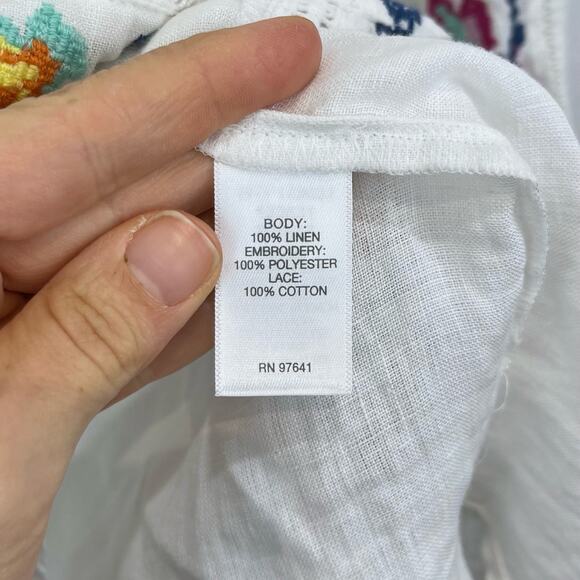 BODY:
100% LINEN
EMBROIDERY:
100% POLYESTER
LACE:
100% COTTON
RN 97641